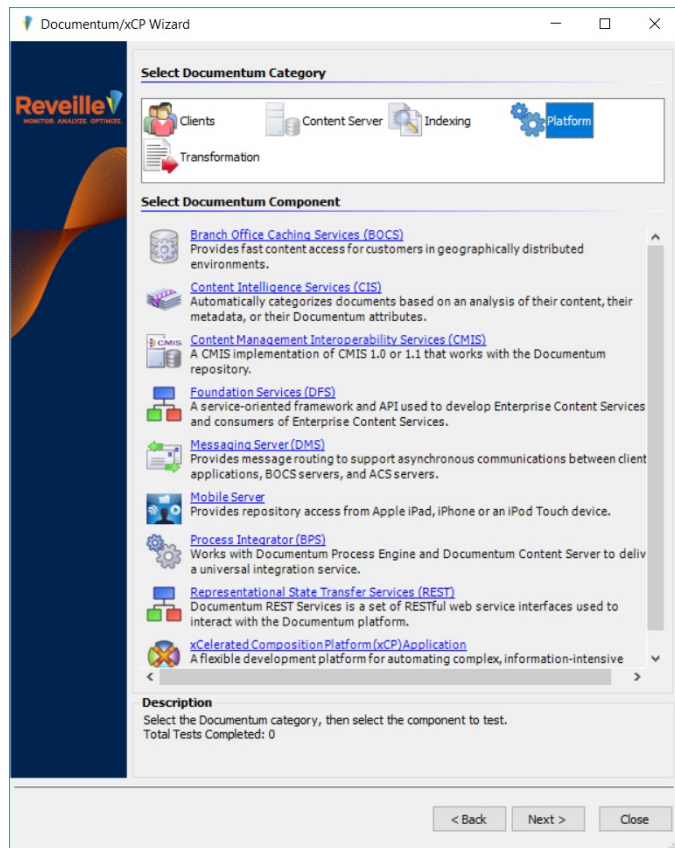 Documentum/xCP Wizard
Reveille
MONITOR. ANALYZE. OPTIMIZE.
Select Documentum Category
Clients
Content Server
Indexing
Platform
Transformation
Select Documentum Component
Branch Office Caching Services (BOCS)
Provides fast content access for customers in geographically distributed
environments.
Content Intelligence Services (CIS)
Automatically categorizes documents based on an analysis of their content, their
metadata, or their Documentum attributes.
CMIS
Content Management Interoperability Services (CMIS)
A CMIS implementation of CMIS 1.0 or 1.1 that works with the Documentum
repository.
Foundation Services (DFS)
A service-oriented framework and API used to develop Enterprise Content Services
and consumers of Enterprise Content Services.
Messaging Server (DMS)
Provides message routing to support asynchronous communications between client
applications, BOCS servers, and ACS servers.
Mobile Server
Provides repository access from Apple iPad, iPhone or an iPod Touch device.
Process Integrator (BPS)
Works with Documentum Process Engine and Documentum Content Server to deliv
a universal integration service.
Representational State Transfer Services (REST)
Documentum REST Services is a set of RESTful web service interfaces used to
interact with the Documentum platform.
xCelerated Composition Platform (xCP) Application
A flexible development platform for automating complex, information-intensive
Description
Select the Documentum category, then select the component to test.
Total Tests Completed: 0
< Back
Next >
Close